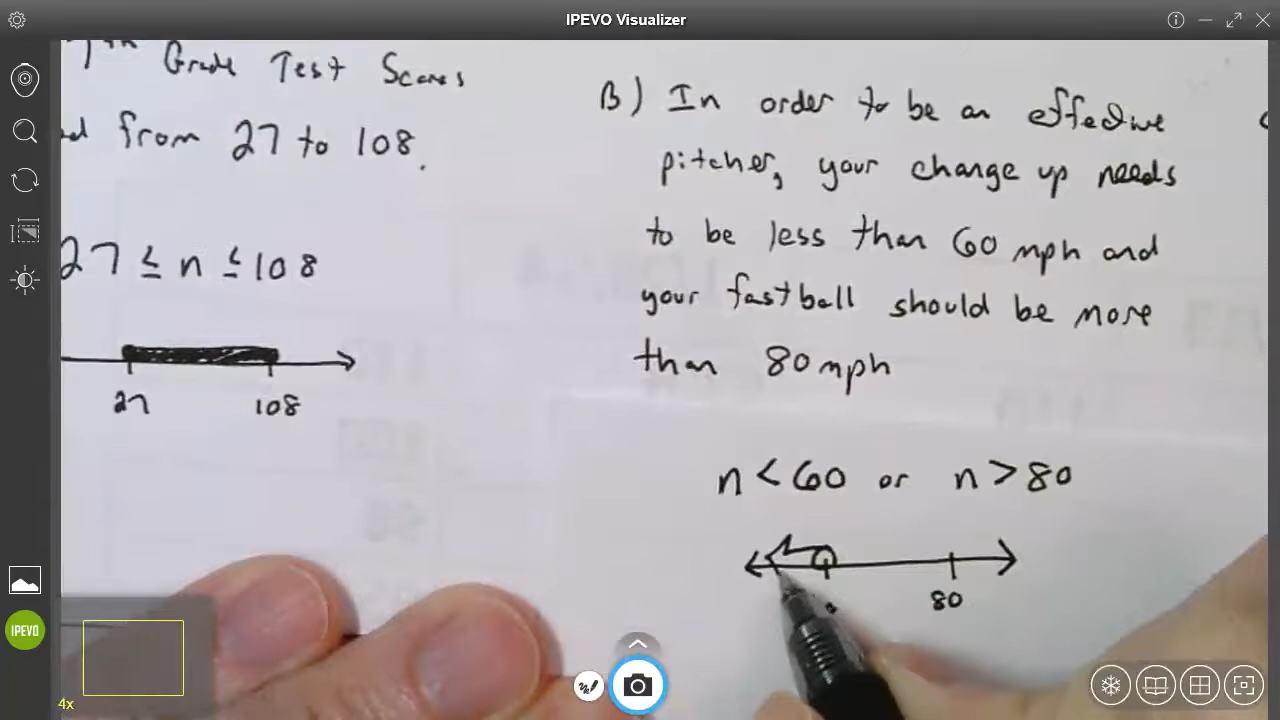 IPEVO Visualizer
7th Grade Test Scores
from 27 to 108.
27 ≤ n ≤ 108
27 108
B) In order to be an effective
pitcher, your change up needs
to be less than 60 mph and
your fastball should be more
than 80 mph
n < 60 or n > 80
80
IPEVO
4x